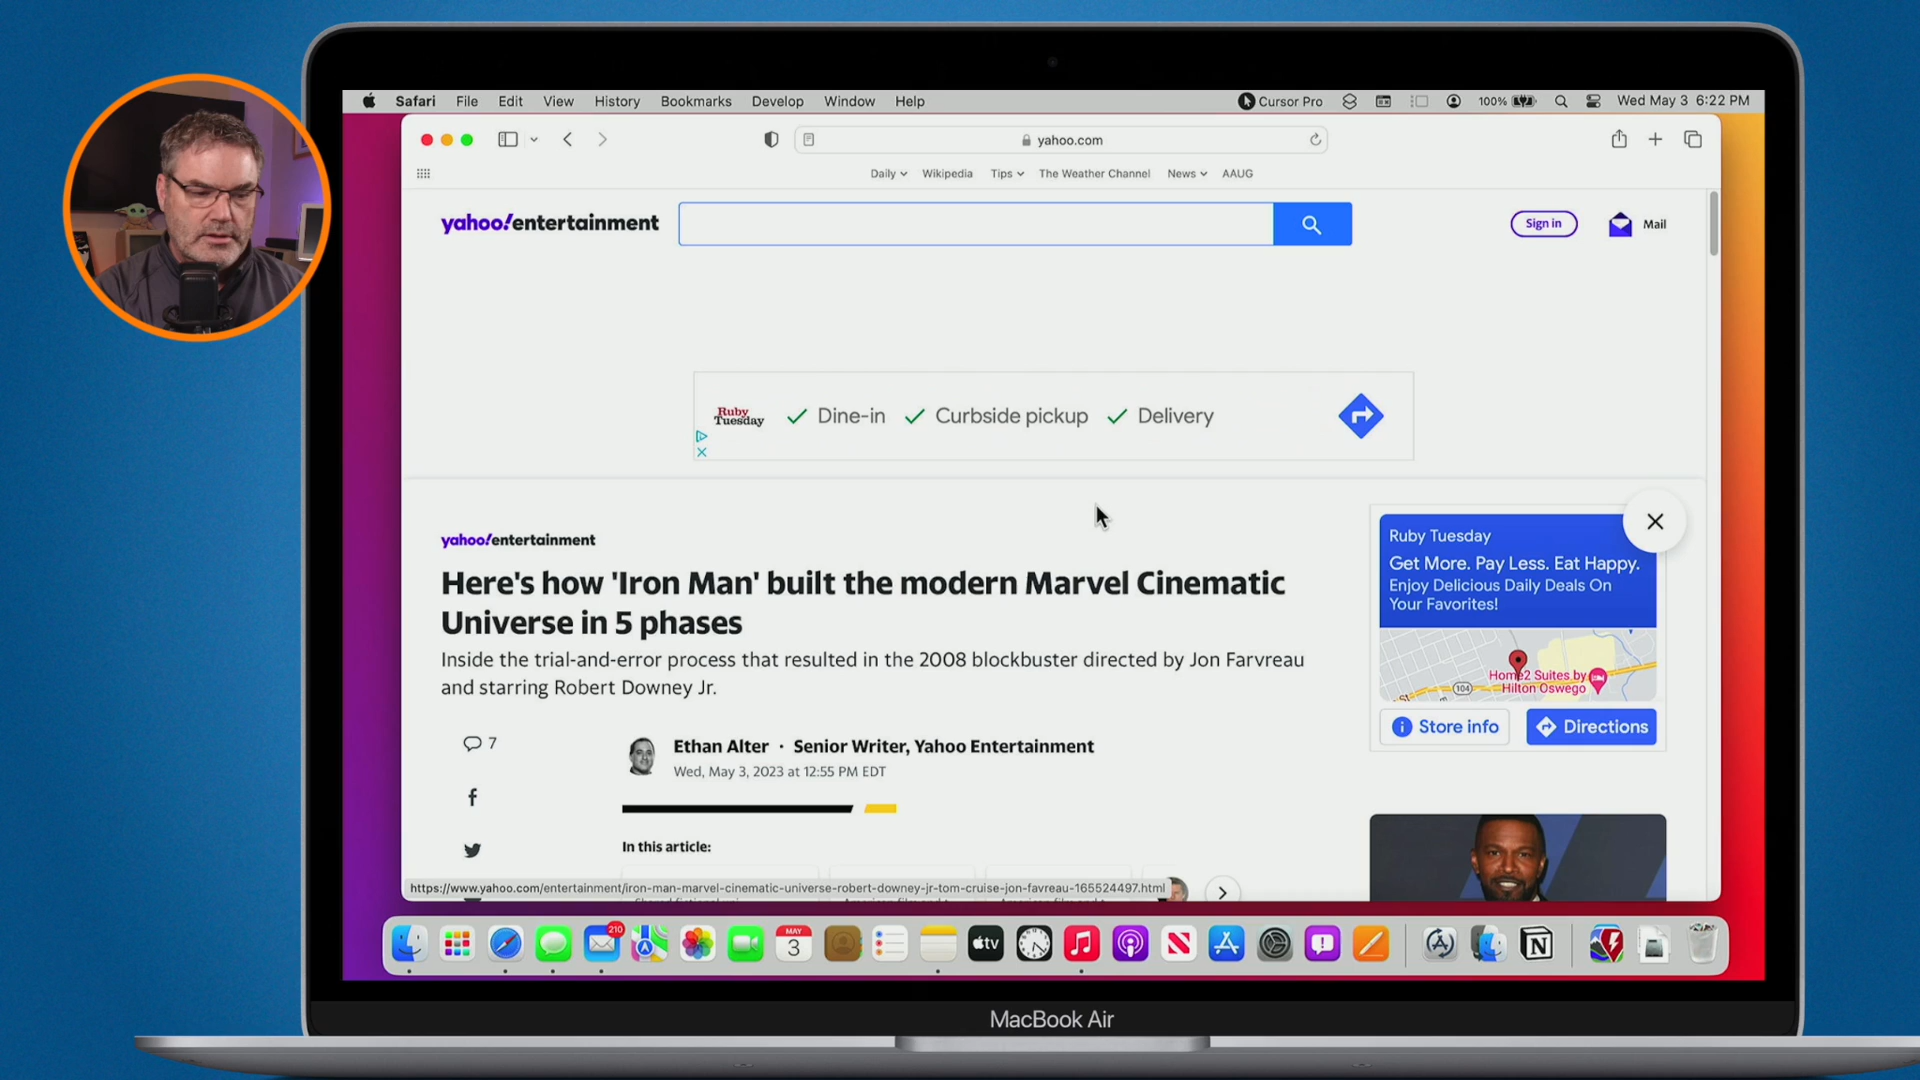 Safari File Edit View History Bookmarks Develop Window Help
Cursor Pro 100% Wed May 3 6:22 PM
yahoo.com
Daily Wikipedia Tips The Weather Channel News AAUG
yahoo!entertainment
Sign in
Mail
Ruby Tuesday
Dine-in
Curbside pickup
Delivery
yahoo!entertainment
Here's how 'Iron Man' built the modern Marvel Cinematic
Universe in 5 phases
Inside the trial-and-error process that resulted in the 2008 blockbuster directed by Jon Farvreau
and starring Robert Downey Jr.
7
Ethan Alter · Senior Writer, Yahoo Entertainment
Wed, May 3, 2023 at 12:55 PM EDT
In this article:
Ruby Tuesday
Get More. Pay Less. Eat Happy.
Enjoy Delicious Daily Deals On
Your Favorites!
Home2 Suites by
Hilton Oswego
104
Store info
Directions
https://www.yahoo.com/entertainment/iron-man-marvel-cinematic-universe-robert-downey-jr-tom-cruise-jon-favreau-165524497.html
210
MAY
3
tv
MacBook Air